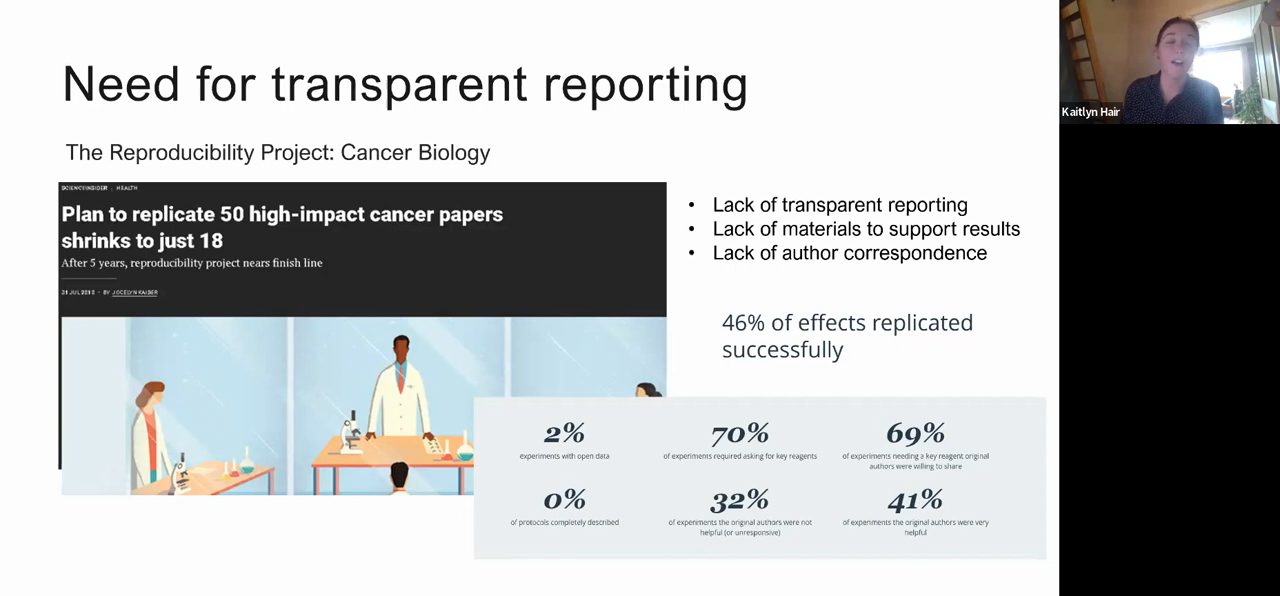 Need for transparent reporting
The Reproducibility Project: Cancer Biology
SCIENCEINSIDER , HEALTH
Plan to replicate 50 high-impact cancer papers
shrinks to just 18
After 5 years, reproducibility project nears finish line
BY JOCELYN KAISER
• Lack of transparent reporting
• Lack of materials to support results
• Lack of author correspondence
46% of effects replicated
successfully
2%
experiments with open data
70%
of experiments required asking for key reagents
69%
of experiments needing a key reagent original
authors were willing to share
0%
of protocols completely described
32%
of experiments the original authors were not
helpful (or unresponsive)
41%
of experiments the original authors were very
helpful
Kaitlyn Hair